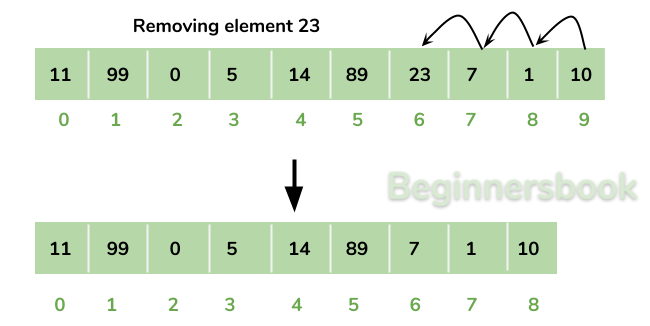 Removing element 23
11 99 0 5 14 89 23 7 1 10
0 1 2 3 4 5 6 7 8 9
Beginnersbook
11 99 0 5 14 89 7 1 10
0 1 2 3 4 5 6 7 8